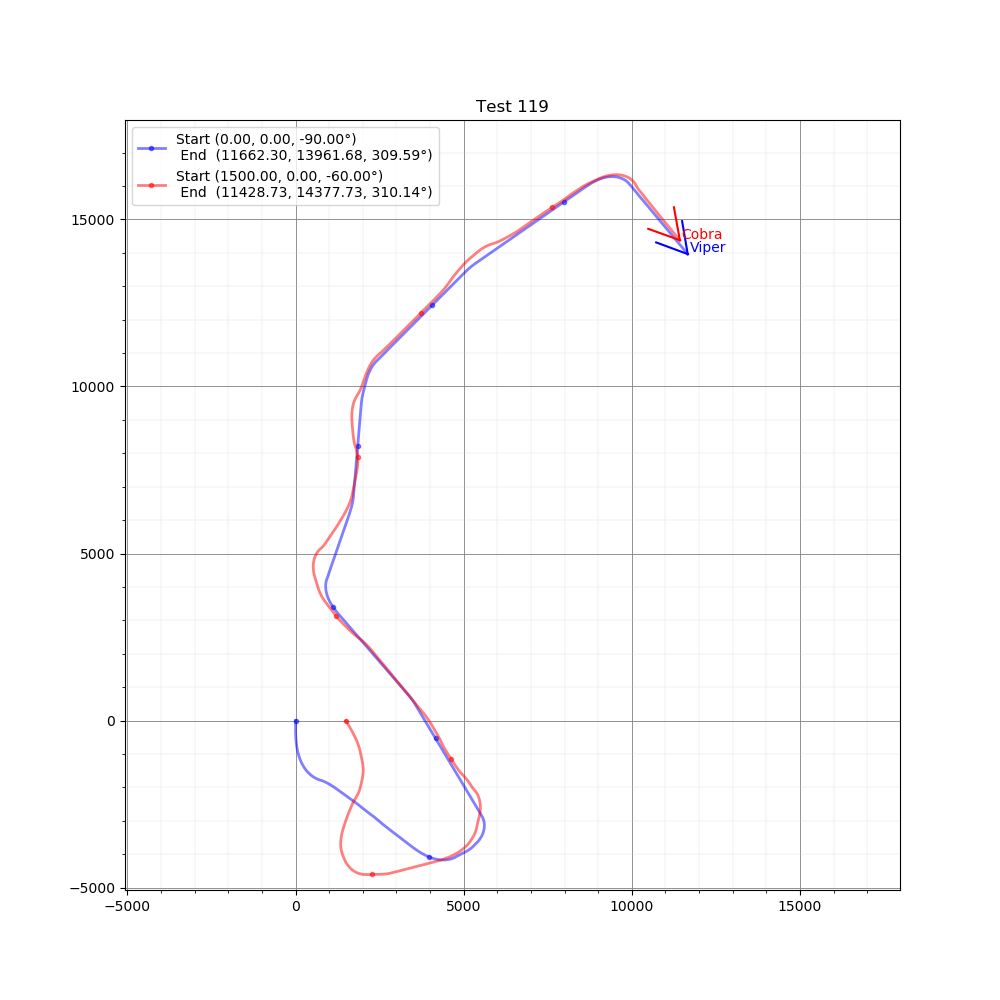 Test 119
Start (0.00, 0.00, -90.00°)
End (11662.30, 13961.68, 309.59°)
Start (1500.00, 0.00, -60.00°)
End (11428.73, 14377.73, 310.14°)
Cobra
Viper
15000
10000
5000
0
−5000
−5000
0
5000
10000
15000